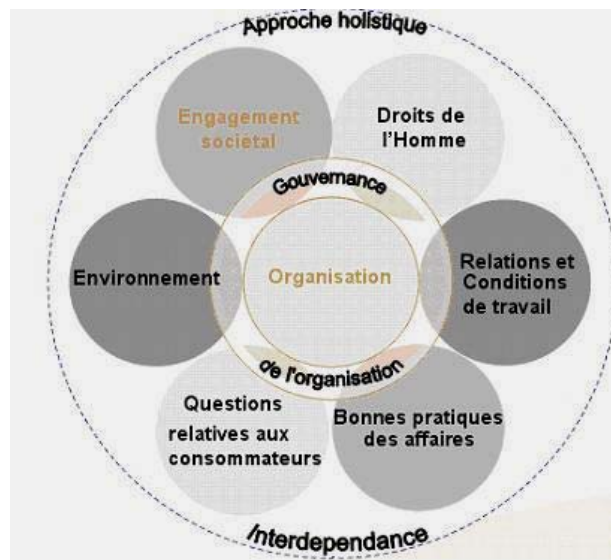 Approche holistique
Engagement
sociétal
Droits de
l'Homme
Gouvernance
Environnement
Organisation
Relations et
Conditions
de travail
de l'organisation
Questions
relatives aux
consommateurs
Bonnes pratiques
des affaires
Interdependance